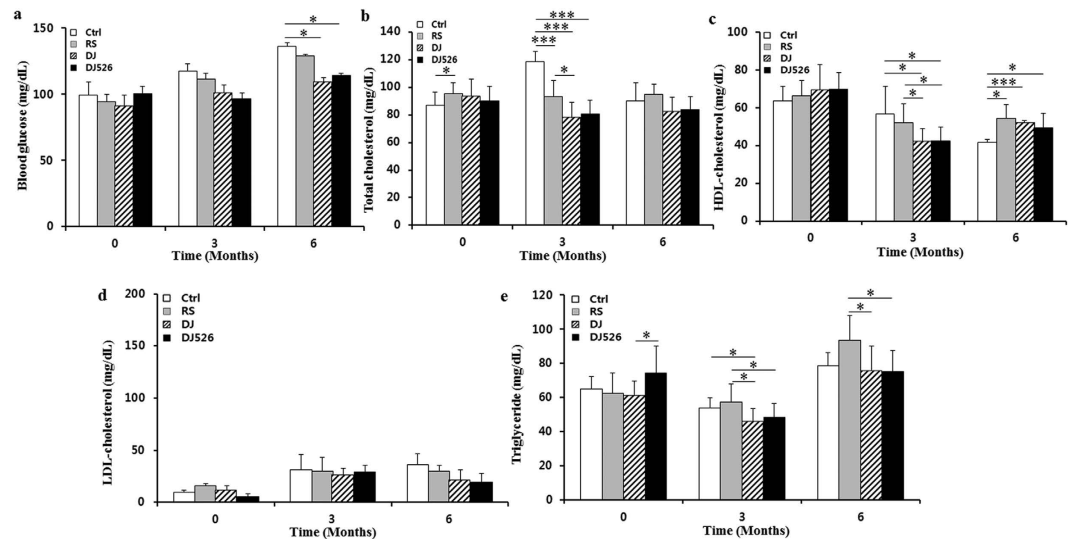 a
Blood glucose (mg/dL)
150
100
150
0
Ctrl
RS
DJ
DJ526
*
*
0 3 6
Time (Months)
b
Total cholesterol (mg/dL)
140
120
100
80
60
40
20
0
Ctrl
RS
DJ
DJ526
*
***
***
***
*
0 3 6
Time (Months)
c
HDL-cholesterol (mg/dL)
100
80
60
40
20
0
Ctrl
RS
DJ
DJ526
*
*
*
*
*
***
*
0 3 6
Time (Months)
d
LDL-cholesterol (mg/dL)
200
150
100
50
0
Ctrl
RS
DJ
DJ526
0 3 6
Time (Months)
e
Triglyceride (mg/dL)
120
100
80
60
40
20
0
Ctrl
RS
DJ
DJ526
*
*
*
*
*
*
0 3 6
Time (Months)